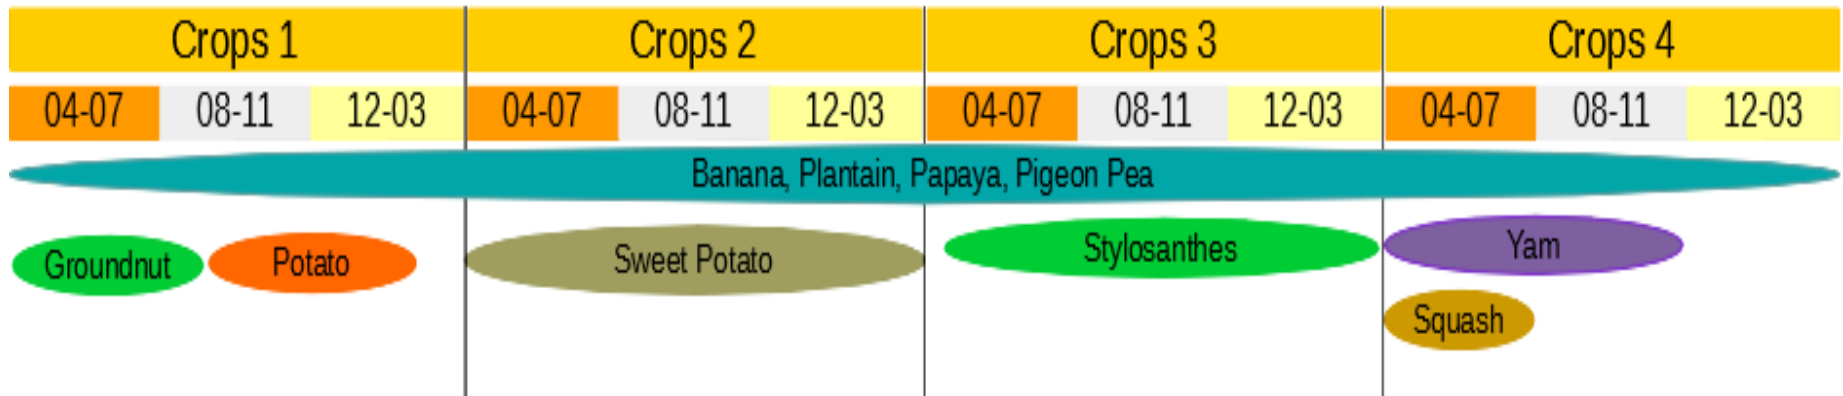 Crops 1 Crops 2 Crops 3 Crops 4
04-07 08-11 12-03 04-07 08-11 12-03 04-07 08-11 12-03 04-07 08-11 12-03
Banana, Plantain, Papaya, Pigeon Pea
Groundnut Potato Sweet Potato Stylosanthes Yam
Squash